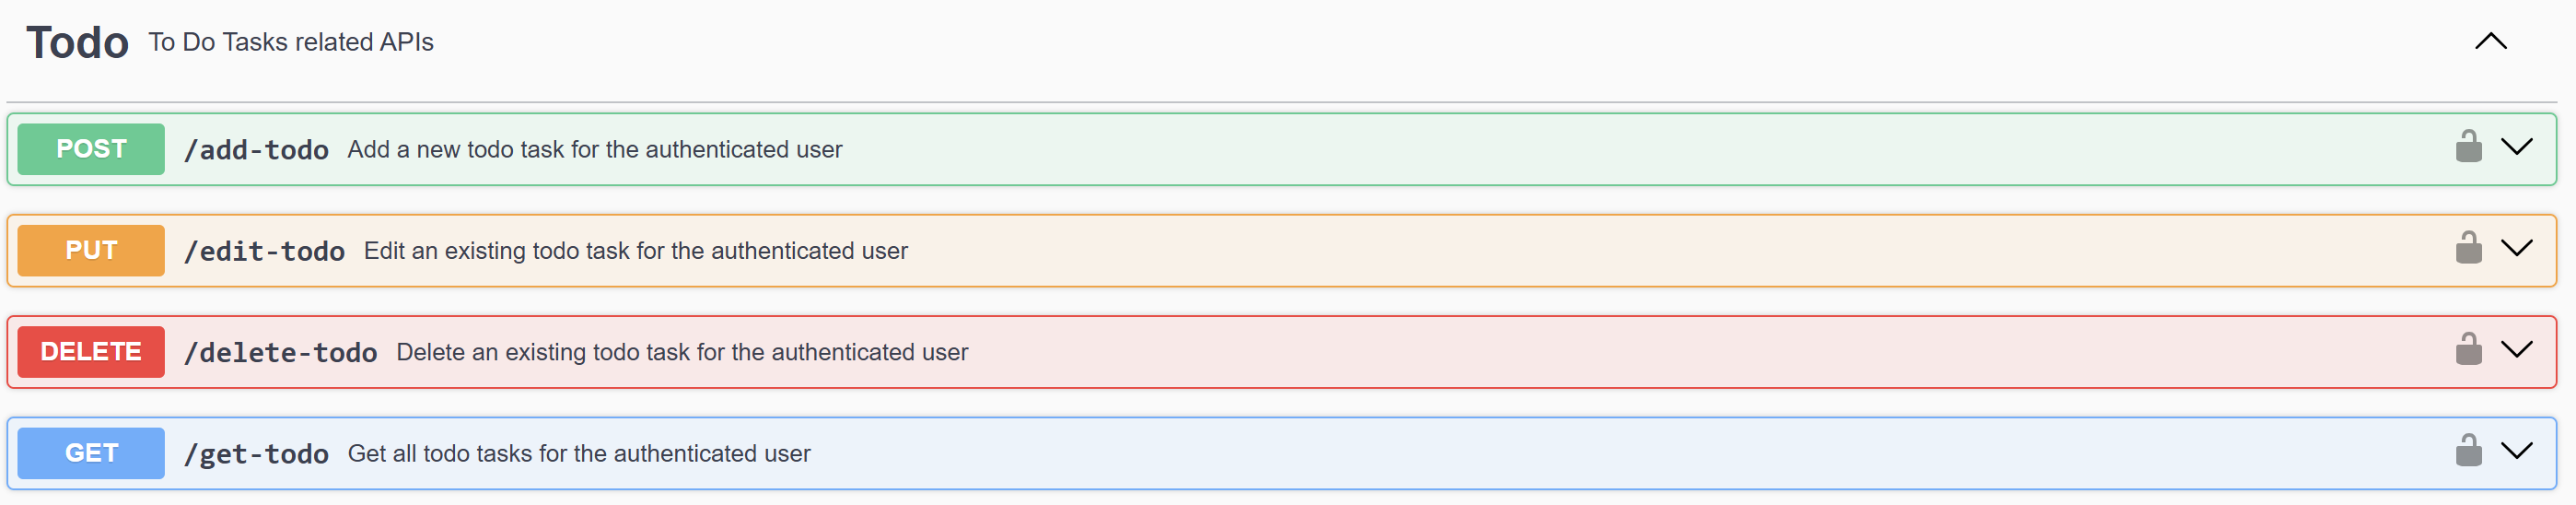 Todo To Do Tasks related APIs
POST /add-todo Add a new todo task for the authenticated user
PUT /edit-todo Edit an existing todo task for the authenticated user
DELETE /delete-todo Delete an existing todo task for the authenticated user
GET /get-todo Get all todo tasks for the authenticated user